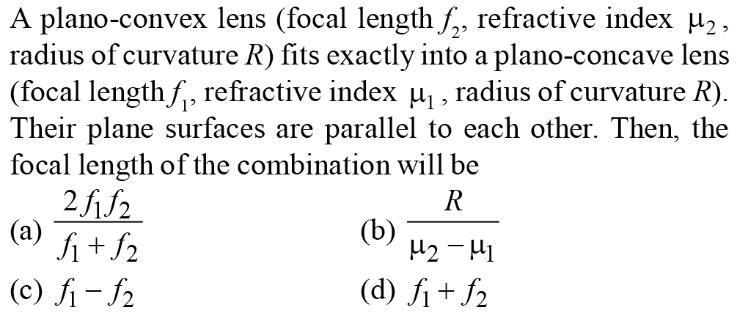 A plano-convex lens (focal length f₂, refractive index μ₂,
radius of curvature R) fits exactly into a plano-concave lens
(focal length f₁, refractive index μ₁, radius of curvature R).
Their plane surfaces are parallel to each other. Then, the
focal length of the combination will be
(a) 2f₁f₂ / f₁ + f₂ (b) R / μ₂ − μ₁
(c) f₁ − f₂ (d) f₁ + f₂